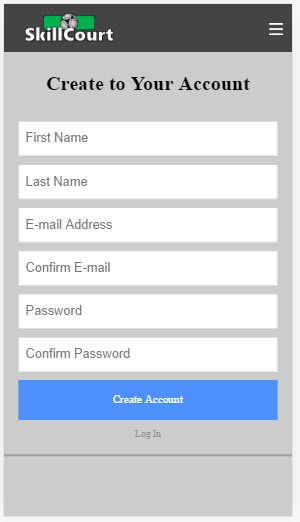 SkillCourt
Create to Your Account
First Name
Last Name
E-mail Address
Confirm E-mail
Password
Confirm Password
Create Account
Log In